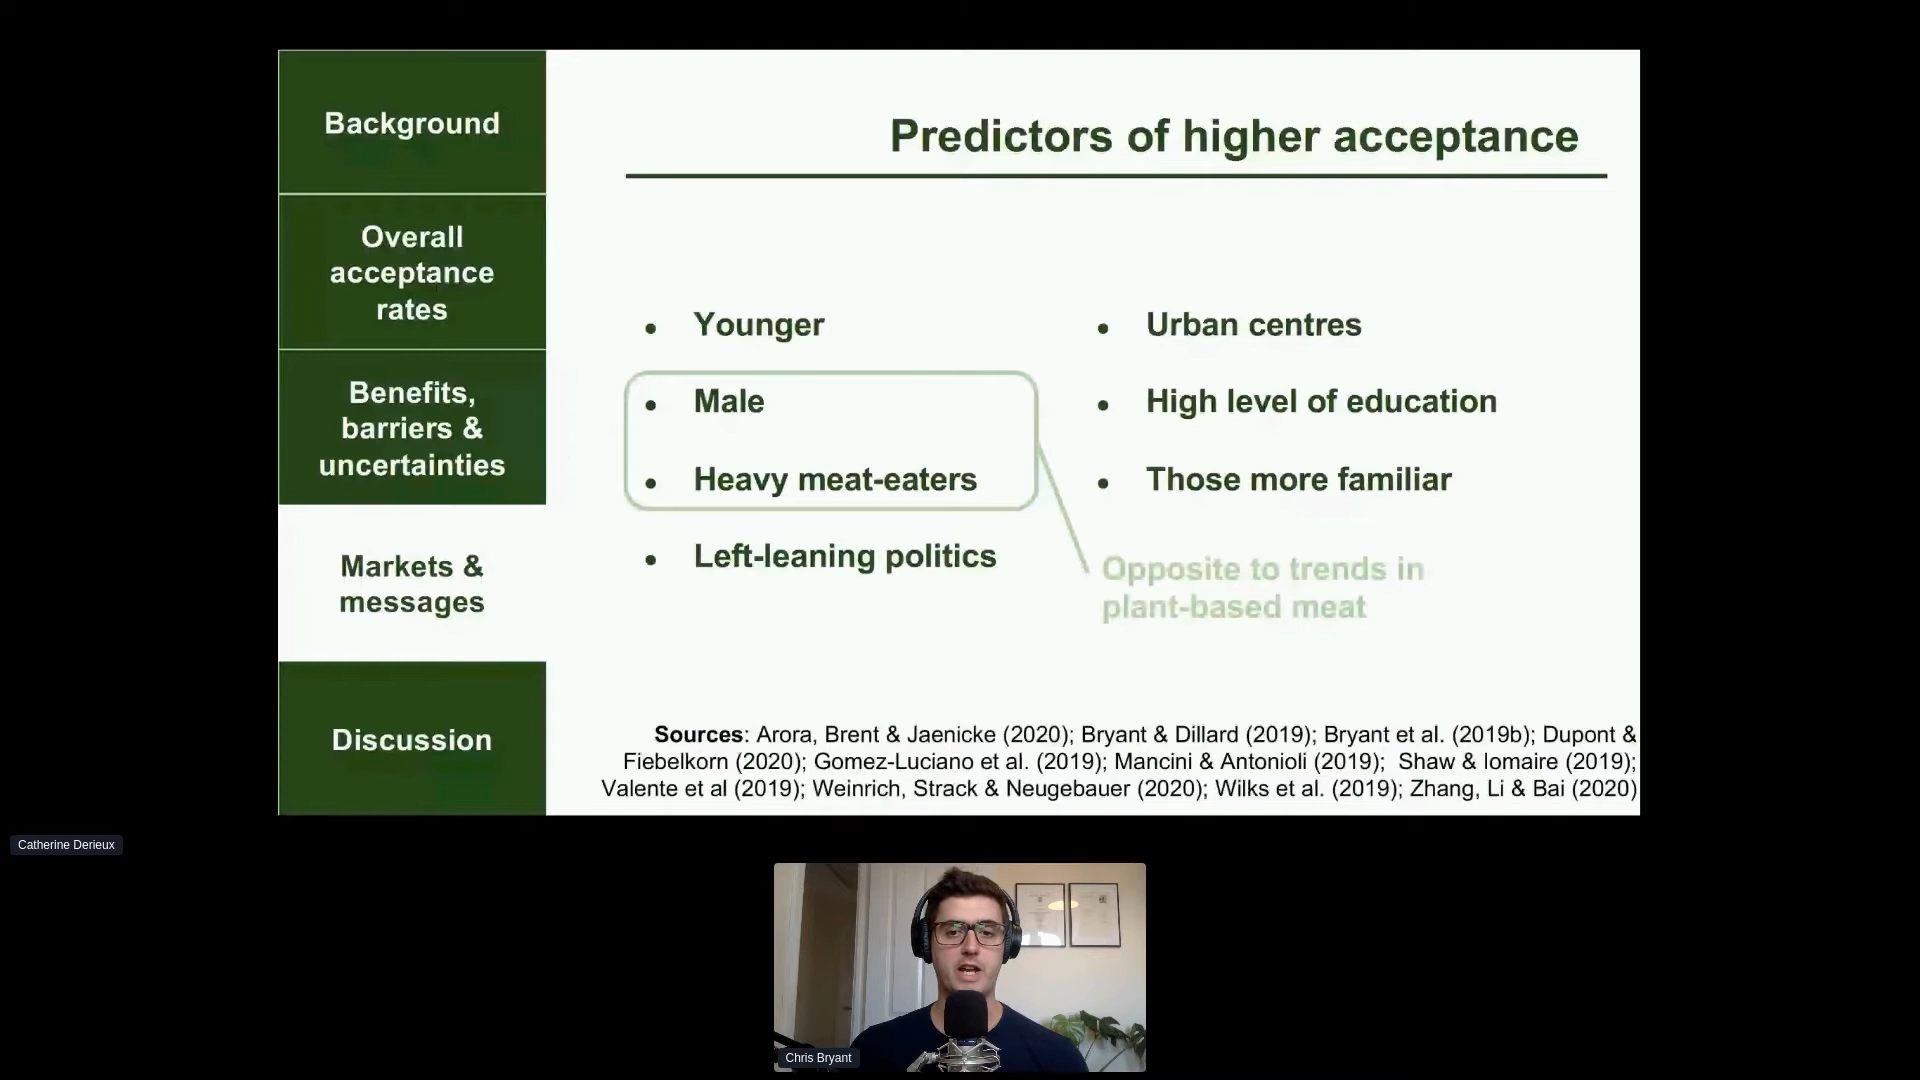 Background
Overall
acceptance
rates
Benefits,
barriers &
uncertainties
Markets &
messages
Discussion
Predictors of higher acceptance
• Younger
• Male
• Heavy meat-eaters
• Left-leaning politics
• Urban centres
• High level of education
• Those more familiar
Opposite to trends in
plant-based meat
Sources: Arora, Brent & Jaenicke (2020); Bryant & Dillard (2019); Bryant et al. (2019b); Dupont &
Fiebelkorn (2020); Gomez-Luciano et al. (2019); Mancini & Antonioli (2019); Shaw & Iomaire (2019);
Valente et al (2019); Weinrich, Strack & Neugebauer (2020); Wilks et al. (2019); Zhang, Li & Bai (2020)
Catherine Derieux
Chris Bryant